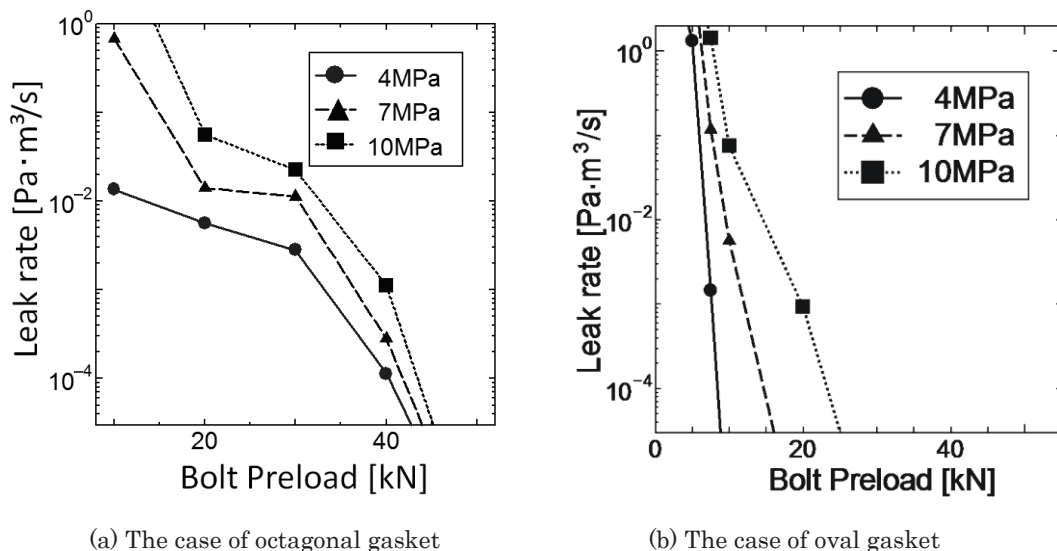 10⁰
10⁻²
10⁻⁴
Leak rate [Pa・m³/s]
4MPa
7MPa
10MPa
20
40
Bolt Preload [kN]
(a) The case of octagonal gasket
10⁰
10⁻²
10⁻⁴
Leak rate [Pa·m³/s]
4MPa
7MPa
10MPa
0
20
40
Bolt Preload [kN]
(b) The case of oval gasket